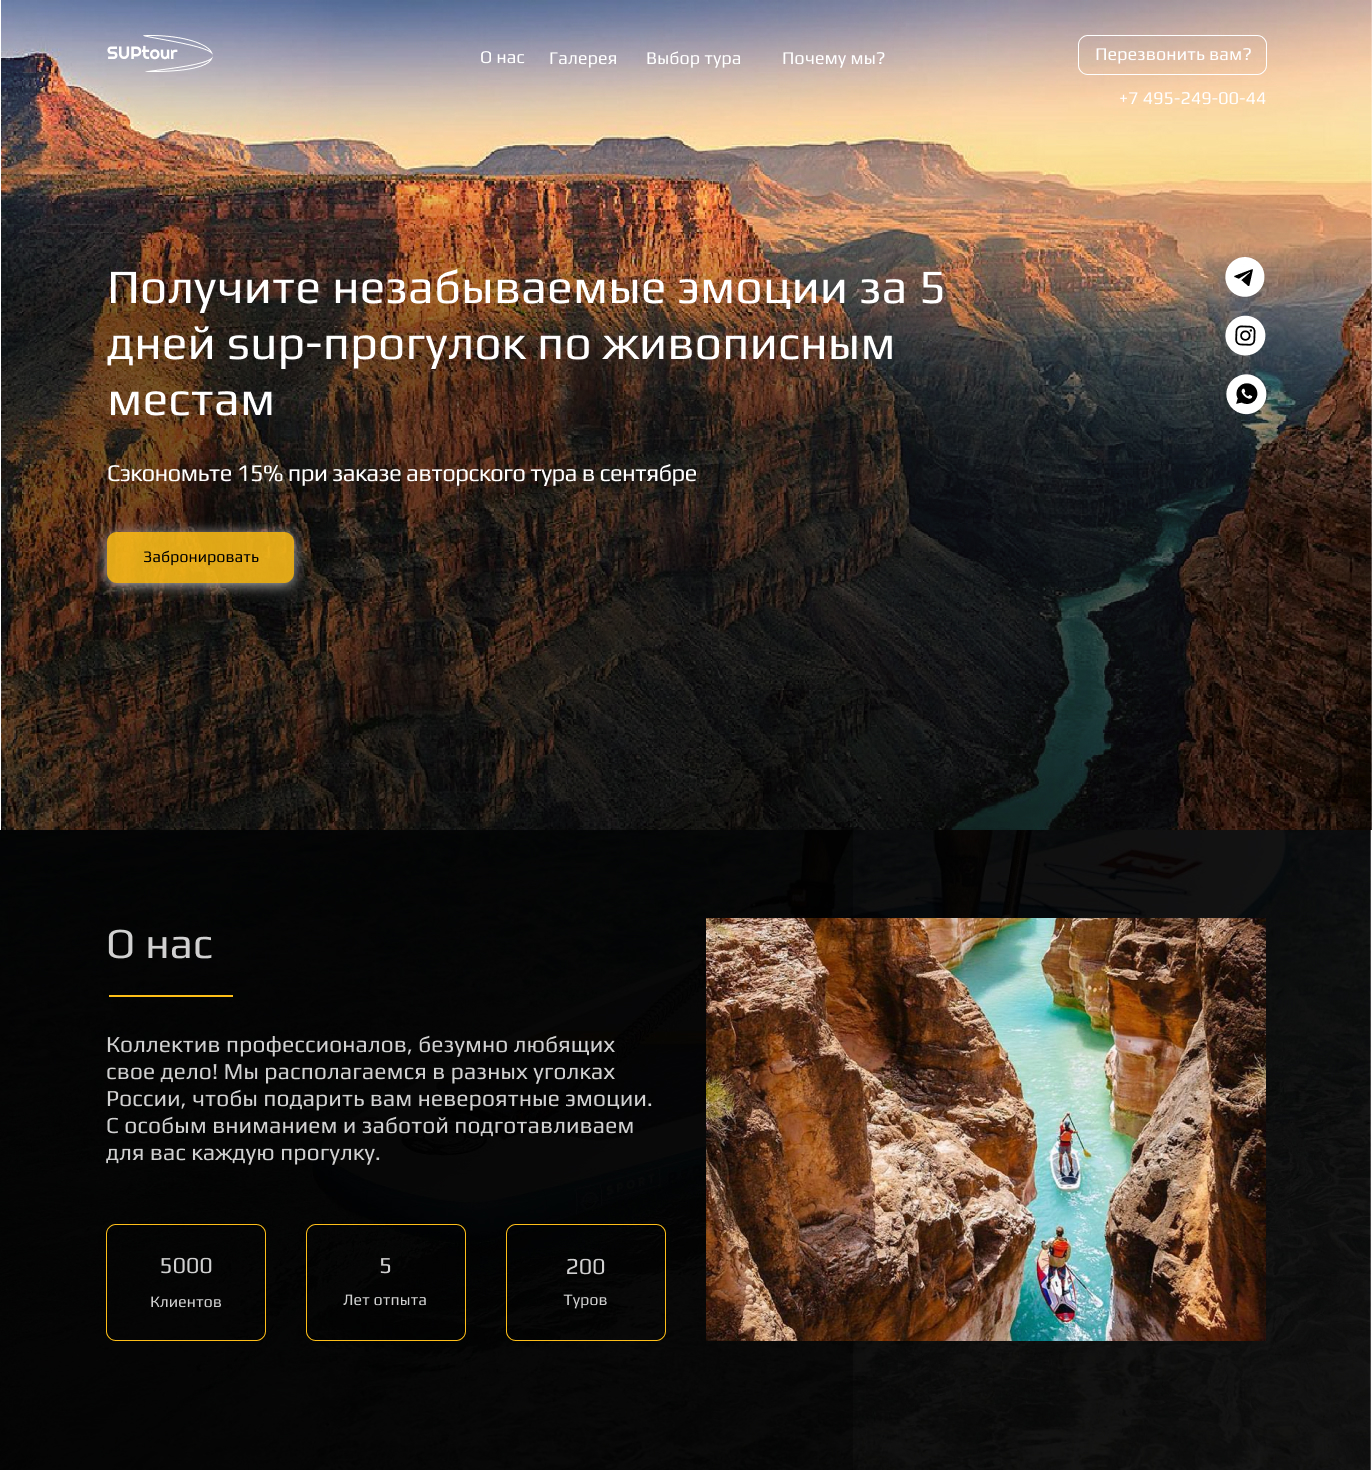 SUPtour
О нас
Галерея
Выбор тура
Почему мы?
Перезвонить вам?
+7 495-249-00-44
Получите незабываемые эмоции за 5
дней sup-прогулок по живописным
местам
Сэкономьте 15% при заказе авторского тура в сентябре
Забронировать
О нас
Коллектив профессионалов, безумно любящих
свое дело! Мы располагаемся в разных уголках
России, чтобы подарить вам невероятные эмоции.
С особым вниманием и заботой подготавливаем
для вас каждую прогулку.
5000
Клиентов
5
Лет отпыта
200
Туров